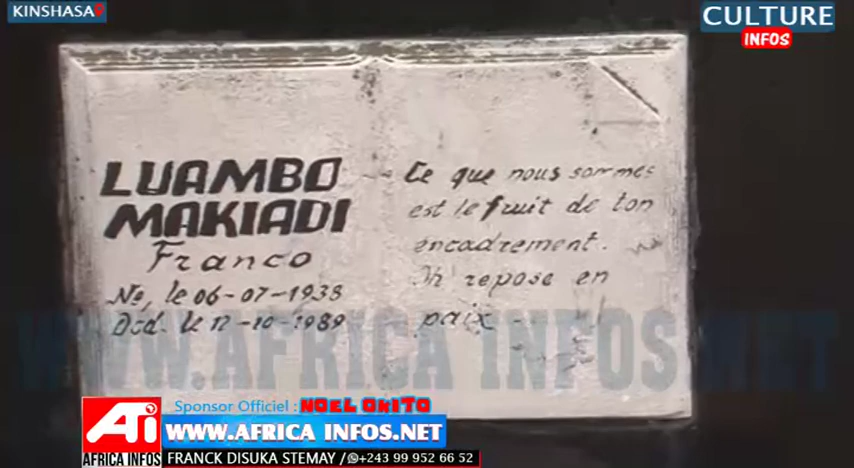 KINSHASA
CULTURE
INFOS
LUAMBO
MAKIADI
Franco
Né, le 06-07-1938
Déd. le 12-10-1989
Ce que nous sommes
est le fruit de ton
encadrement.
repose en
paix
WWW.AFRICA INFOS.NET
Sponsor Officiel : NOEL OKITO
Ai
WWW.AFRICA INFOS.NET
AFRICA INFOS
FRANCK DISUKA STEMAY / +243 99 952 66 52